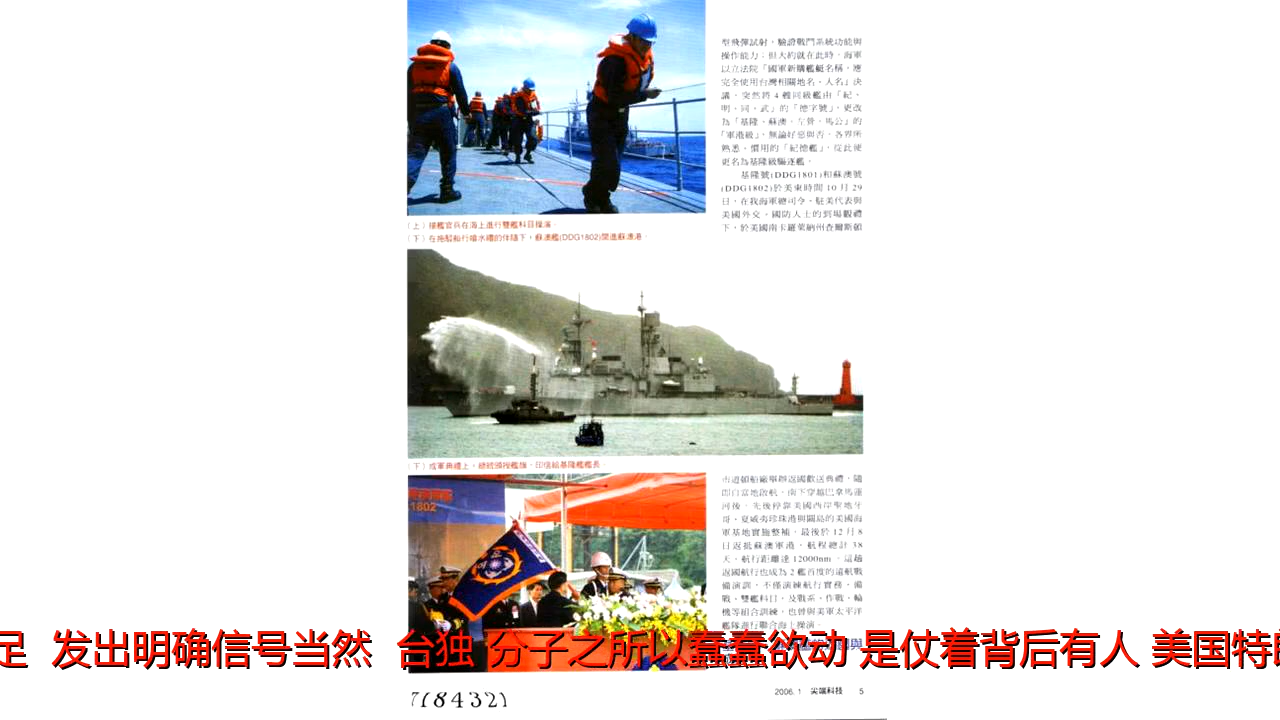 型飛彈試射，驗證戰鬥系統功能與
操作能力；但大約就在此時，海軍
以立法院「國軍新購艦艇名稱，應
完全使用台灣相關地名、人名」決
議，突然將 4 艘同級艦由「紀、
明、同、武」的「德字號」，更改
為「基隆、蘇澳、左營、馬公」的
「軍港級」，無論好惡與否，各界所
熟悉、慣用的「紀德艦」，從此便
更名為基隆級驅逐艦。
基隆號(DDG1801)和蘇澳號
(DDG1802)於美東時間 10 月 29
日，在我海軍總司令、駐美代表與
美國外交、國防人士的到場觀禮
下，於美國南卡羅萊納州查爾斯頓
（上）接艦官兵在海上進行雙艦科目操演。
（下）在拖船船行噴水禮的伴隨下，蘇澳艦(DDG1802)開進蘇澳港。
（下）成軍典禮上，總統頒授艦旗、印信給基隆艦艦長。
1802
市造頓船廠舉辦返國歡送典禮，隨
即自當地啟航，南下穿越巴拿馬運
河後，先後停靠美國西岸聖地牙
哥、夏威夷珍珠港與關島的美國海
軍基地實施整補，最後於 12 月 8
日返抵蘇澳軍港，航程總計 38
天，航行距離達 12000nm。這趟
返國航行也成為 2 艦首度的遠航戰
備演訓，不僅演練航行實務、備
戰、雙艦科目，及戰系、作戰、輪
機等組合訓練，也曾與美軍太平洋
艦隊進行聯合海上操演。
足 发出明确信号当然 台独 分子之所以蠢蠢欲动 是仗着背后有人 美国特
7(8432)
2006. 1 尖端科技 5